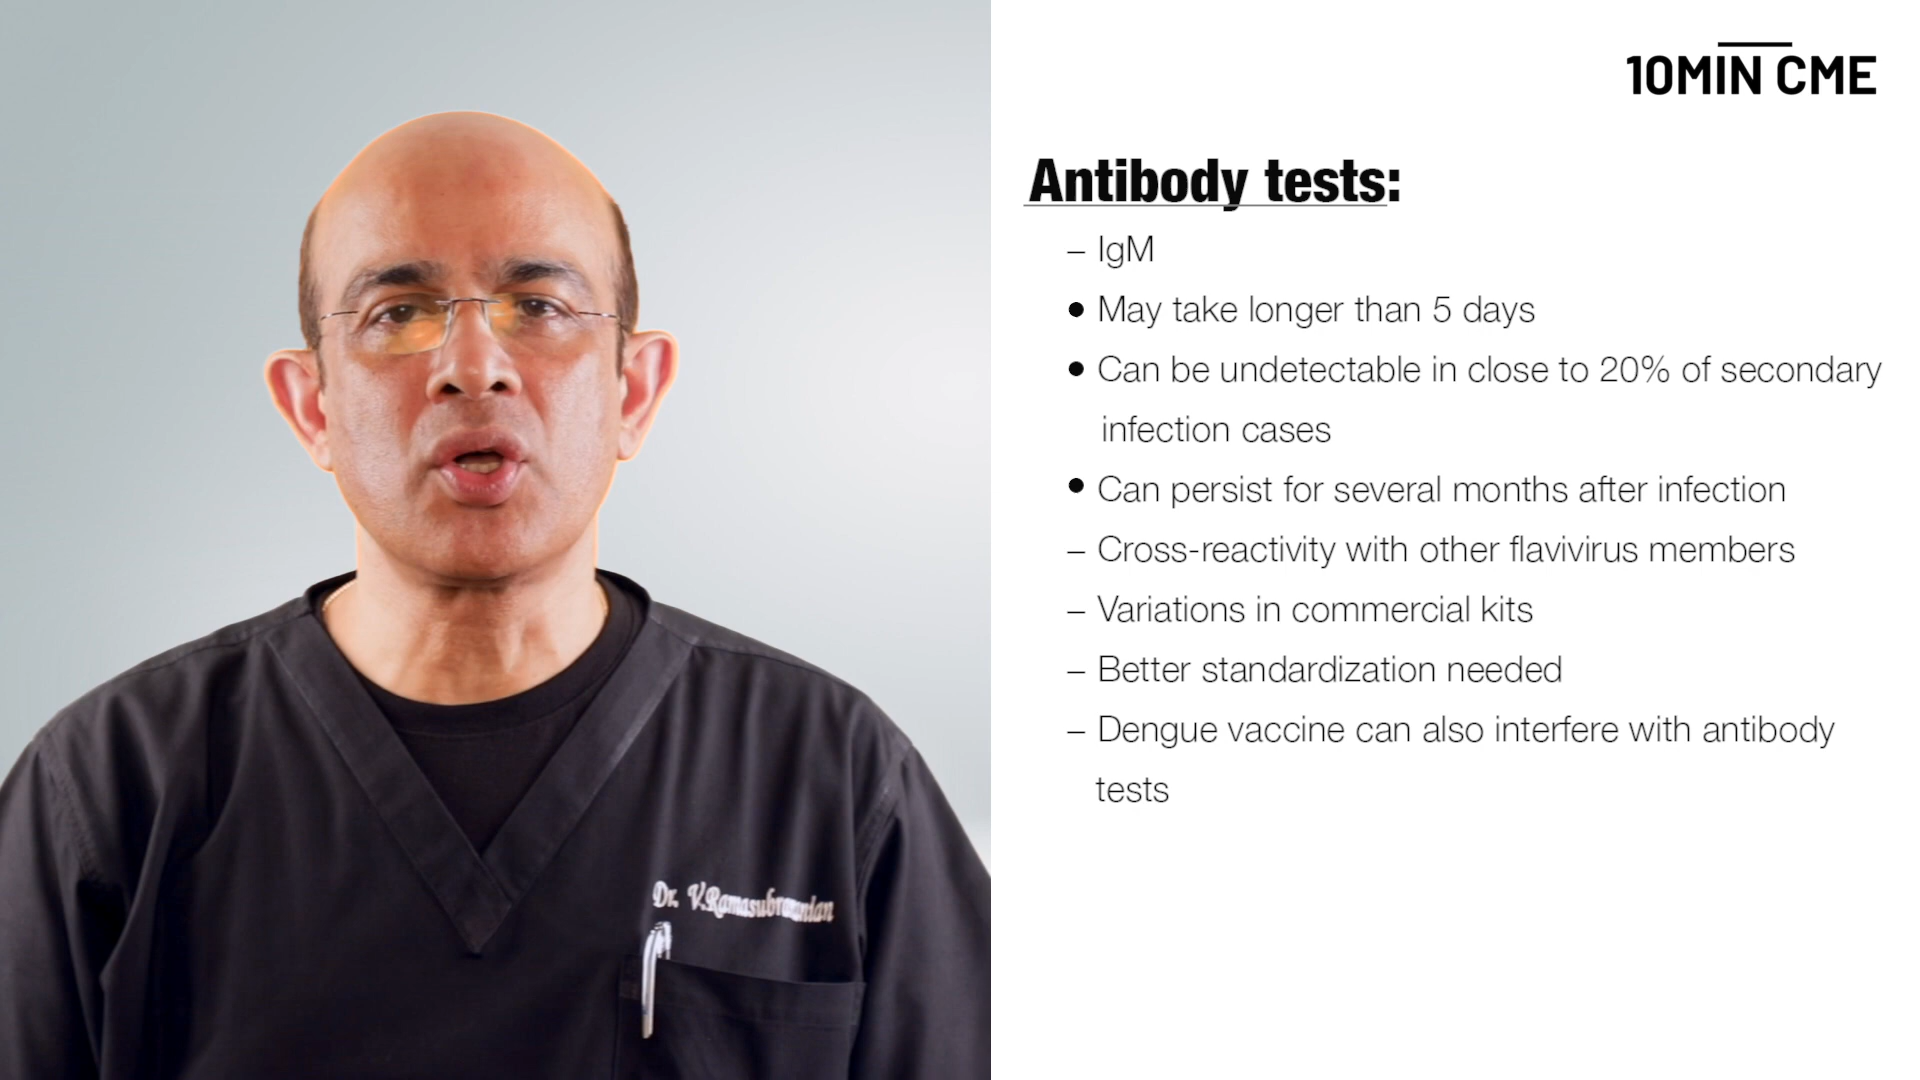 10MIN CME
Antibody tests:
– IgM
● May take longer than 5 days
● Can be undetectable in close to 20% of secondary
infection cases
● Can persist for several months after infection
– Cross-reactivity with other flavivirus members
– Variations in commercial kits
– Better standardization needed
– Dengue vaccine can also interfere with antibody
tests
Dr. V.Ramasubramanian